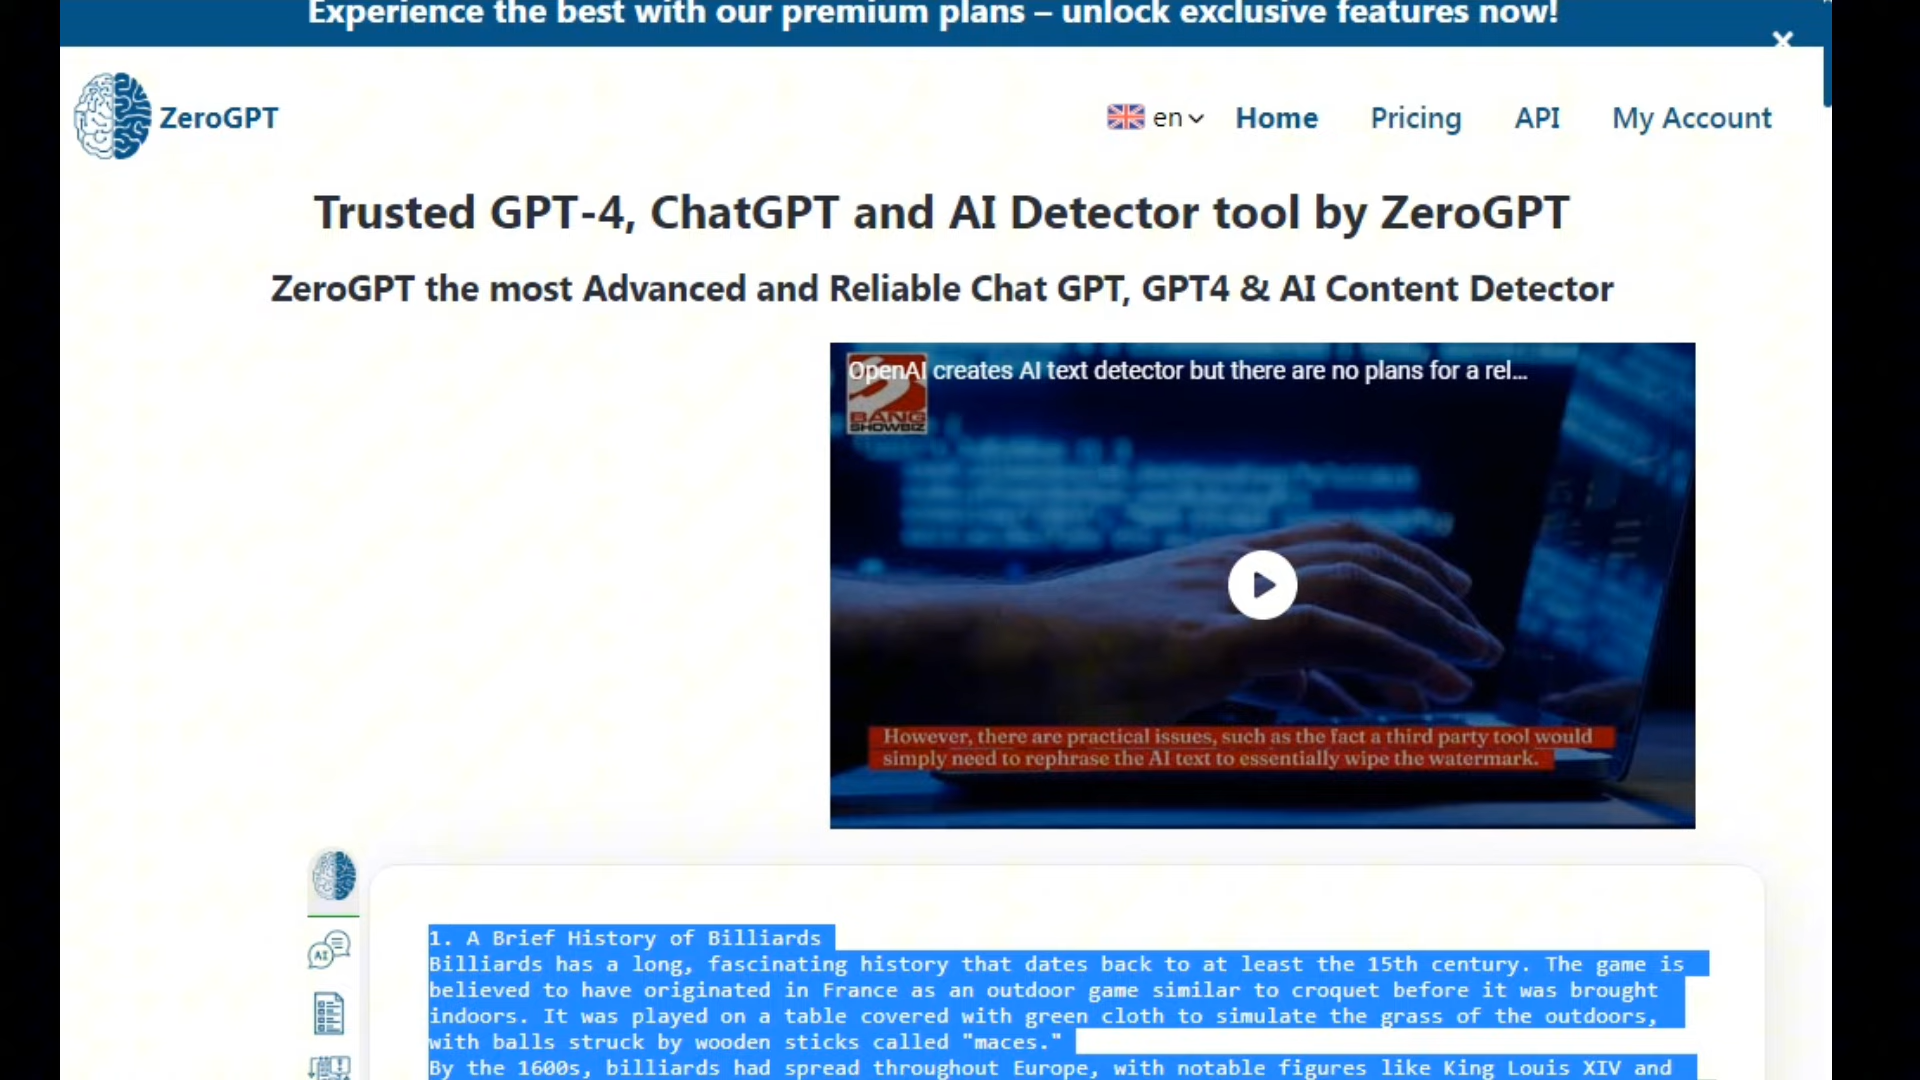 Experience the best with our premium plans – unlock exclusive features now!
ZeroGPT
en
Home
Pricing
API
My Account
Trusted GPT-4, ChatGPT and AI Detector tool by ZeroGPT
ZeroGPT the most Advanced and Reliable Chat GPT, GPT4 & AI Content Detector
OpenAI creates AI text detector but there are no plans for a rel...
BANG
SHOWBIZ
However, there are practical issues, such as the fact a third party tool would
simply need to rephrase the AI text to essentially wipe the watermark.
AI
1. A Brief History of Billiards
Billiards has a long, fascinating history that dates back to at least the 15th century. The game is
believed to have originated in France as an outdoor game similar to croquet before it was brought
indoors. It was played on a table covered with green cloth to simulate the grass of the outdoors,
with balls struck by wooden sticks called "maces."
By the 1600s, billiards had spread throughout Europe, with notable figures like King Louis XIV and